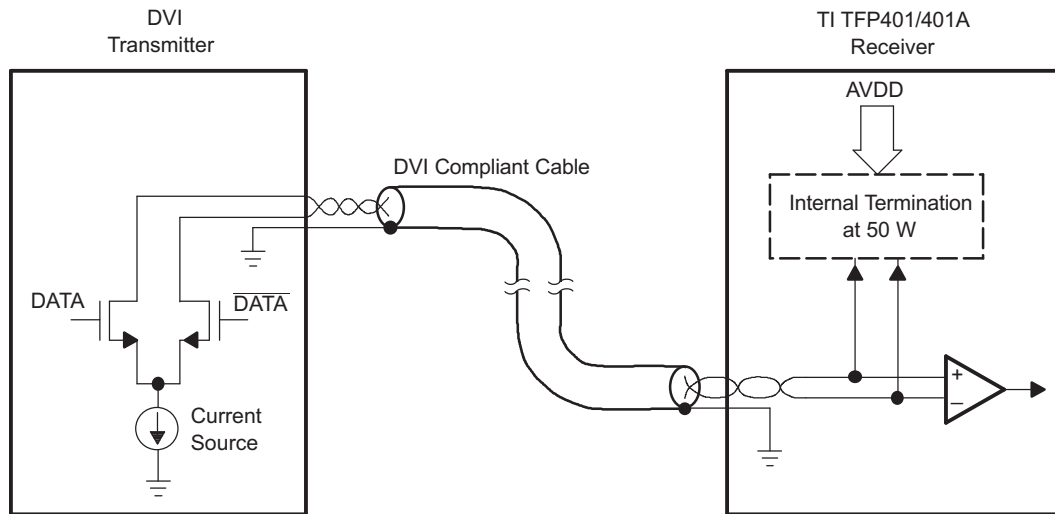 DVI
Transmitter
TI TFP401/401A
Receiver
AVDD
DVI Compliant Cable
Internal Termination
at 50 W
DATA
DATA
+
–
Current
Source